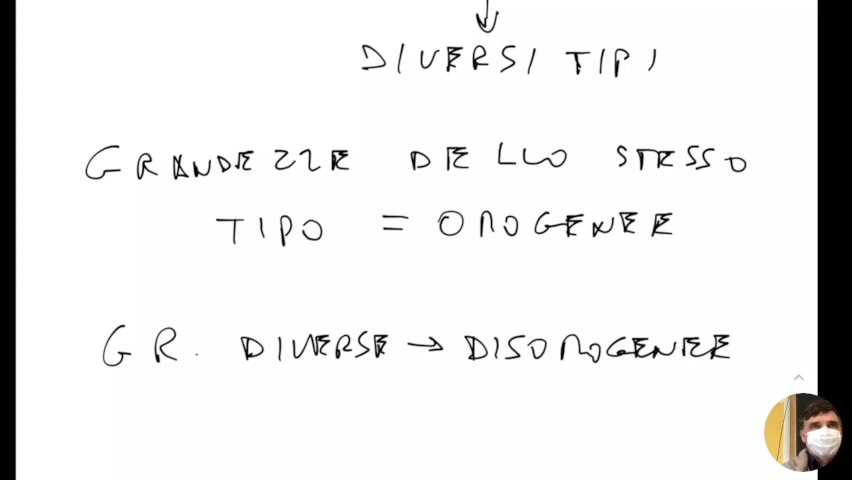 DIVERSI TIPI
GRANDEZZE DELLO STESSO
TIPO = OMOGENEE
GR. DIVERSE → DISOMOGENEE